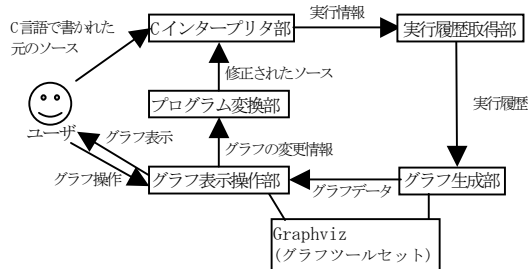 C言語で書かれた
元のソース
Cインタープリタ部
実行情報
実行履歴取得部
修正されたソース
プログラム変換部
実行履歴
ユーザ
グラフ表示
グラフの変更情報
グラフ操作
グラフ表示操作部
グラフデータ
グラフ生成部
Graphviz
(グラフツールセット)